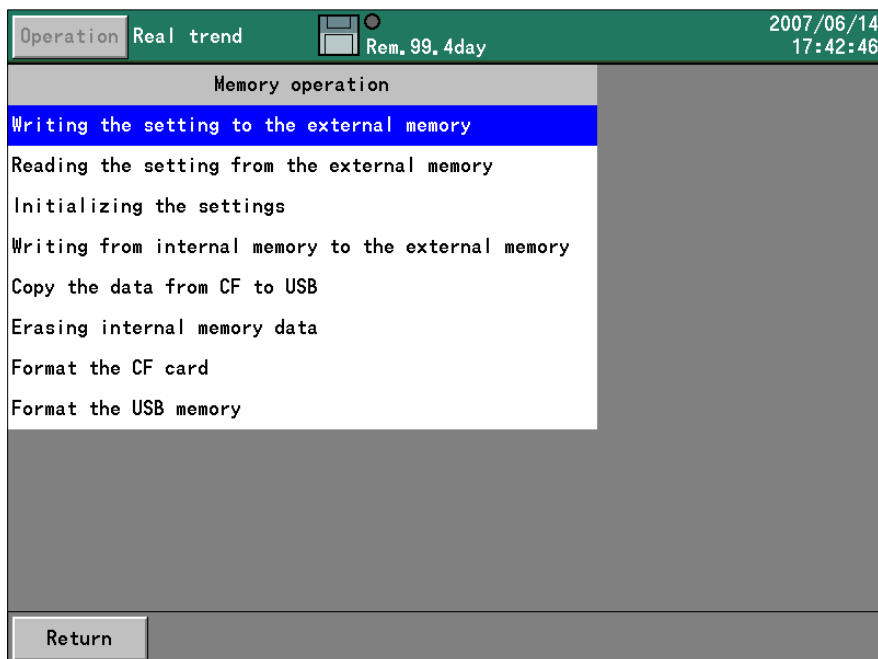 Operation Real trend 2007/06/14
Rem. 99. 4day 17:42:46
Memory operation
Writing the setting to the external memory
Reading the setting from the external memory
Initializing the settings
Writing from internal memory to the external memory
Copy the data from CF to USB
Erasing internal memory data
Format the CF card
Format the USB memory
Return